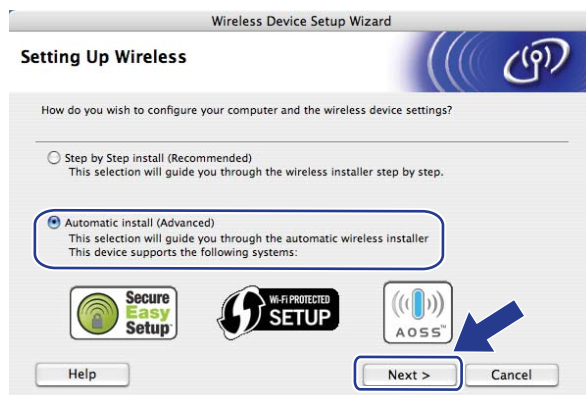 Wireless Device Setup Wizard
Setting Up Wireless
How do you wish to configure your computer and the wireless device settings?
Step by Step install (Recommended)
This selection will guide you through the wireless installer step by step.
Automatic install (Advanced)
This selection will guide you through the automatic wireless installer
This device supports the following systems:
Secure
Easy
Setup
Wi-Fi PROTECTED
SETUP
AOSS™
Help
Next >
Cancel